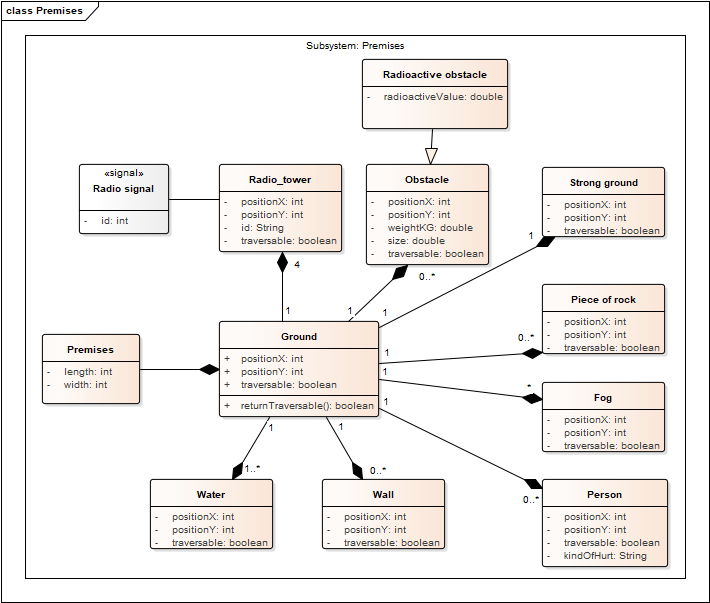 class Premises
Subsystem: Premises
Radioactive obstacle
- radioactiveValue: double
«signal»
Radio signal
- id: int
Radio_tower
- positionX: int
- positionY: int
- id: String
- traversable: boolean
Obstacle
- positionX: int
- positionY: int
- weightKG: double
- size: double
- traversable: boolean
Strong ground
- positionX: int
- positionY: int
- traversable: boolean
1
4
0..*
1
1
1
Piece of rock
- positionX: int
- positionY: int
- traversable: boolean
0..*
Premises
- length: int
- width: int
Ground
+ positionX: int
+ positionY: int
+ traversable: boolean
+ returnTraversable(): boolean
1
1
1
*
Fog
- positionX: int
- positionY: int
- traversable: boolean
1
1
1..*
0..*
0..*
Water
- positionX: int
- positionY: int
- traversable: boolean
Wall
- positionX: int
- positionY: int
- traversable: boolean
Person
- positionX: int
- positionY: int
- traversable: boolean
- kindOfHurt: String